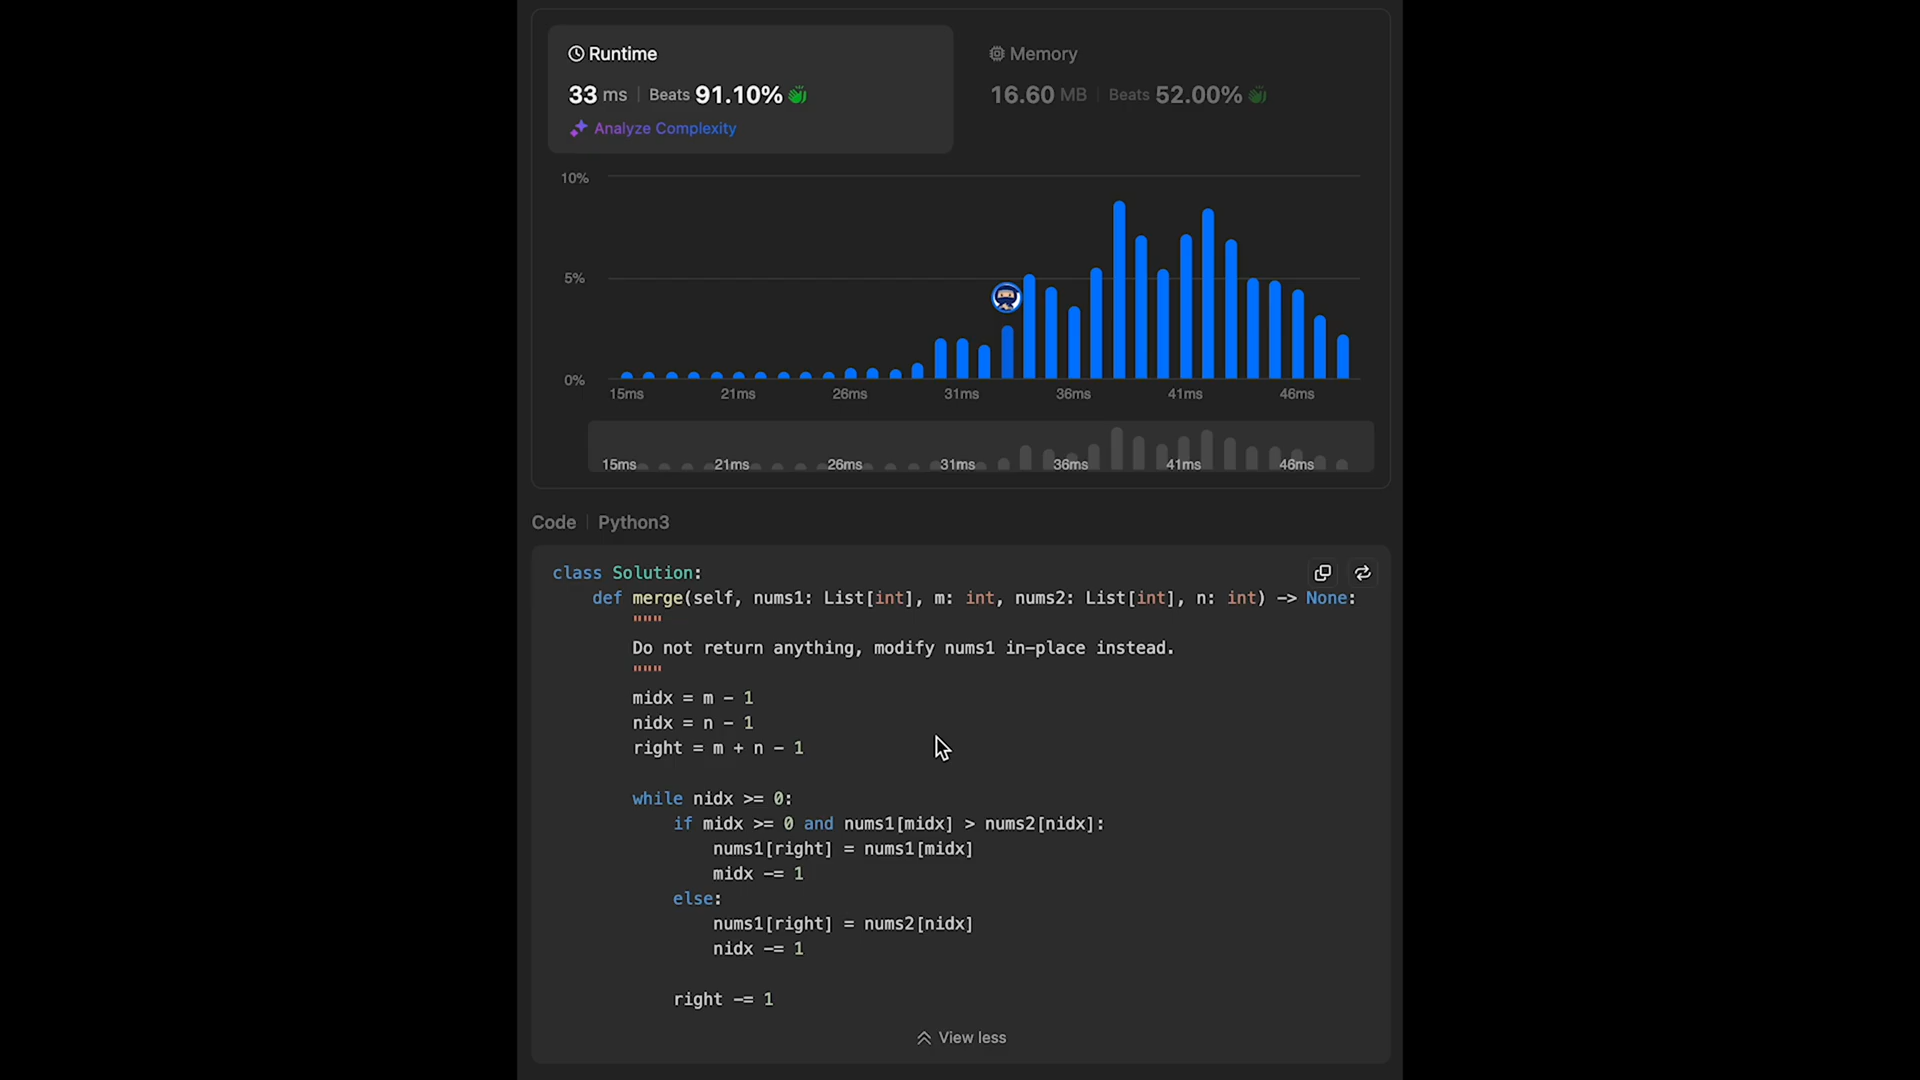 Runtime
33 ms | Beats 91.10%
Analyze Complexity
Memory
16.60 MB | Beats 52.00%
10%
5%
0%
15ms 21ms 26ms 31ms 36ms 41ms 46ms
15ms 21ms 26ms 31ms 36ms 41ms 46ms
Code | Python3
class Solution:
    def merge(self, nums1: List[int], m: int, nums2: List[int], n: int) -> None:
        """
        Do not return anything, modify nums1 in-place instead.
        """
        midx = m - 1
        nidx = n - 1
        right = m + n - 1

        while nidx >= 0:
            if midx >= 0 and nums1[midx] > nums2[nidx]:
                nums1[right] = nums1[midx]
                midx -= 1
            else:
                nums1[right] = nums2[nidx]
                nidx -= 1

            right -= 1
View less